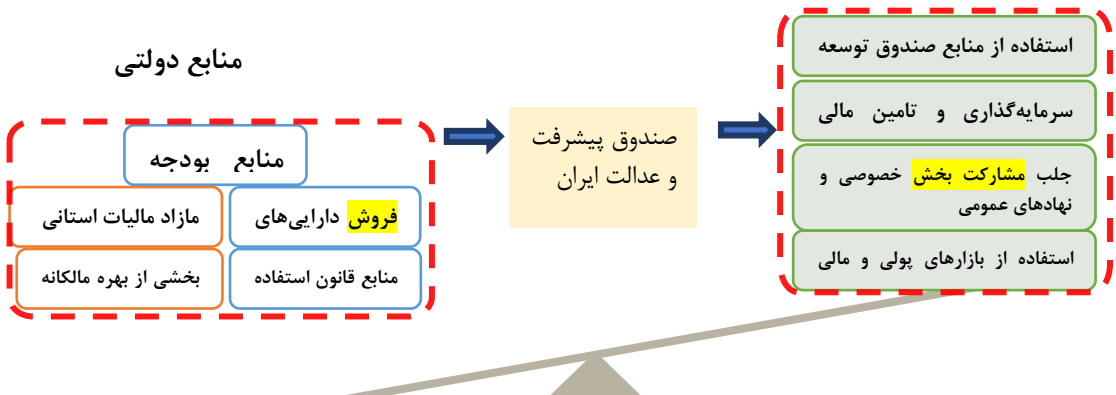 منابع دولتی
منابع بودجه
فروش دارایی‌های
مازاد مالیات استانی
منابع قانون استفاده
بخشی از بهره مالکانه
صندوق پیشرفت
و عدالت ایران
استفاده از منابع صندوق توسعه
سرمایه‌گذاری و تامین مالی
جلب مشارکت بخش خصوصی و
نهادهای عمومی
استفاده از بازارهای پولی و مالی